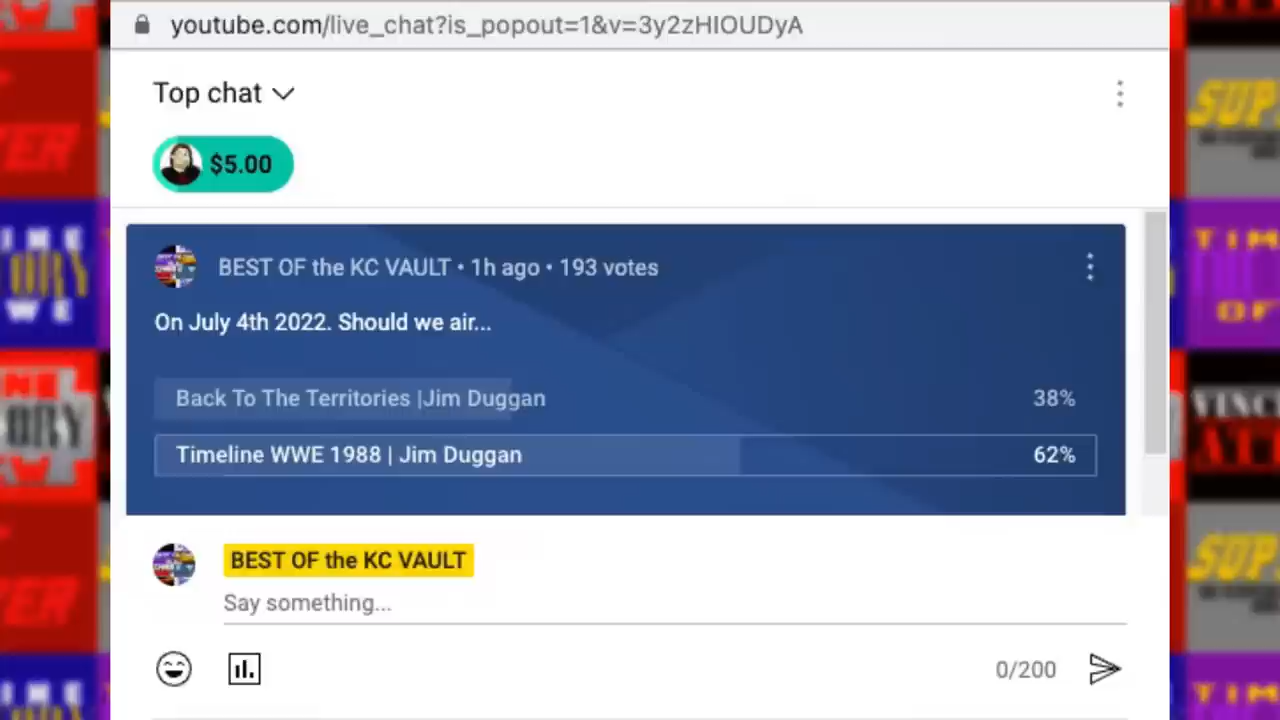 youtube.com/live_chat?is_popout=1&v=3y2zHIOUDyA
Top chat
$5.00
BEST OF the KC VAULT • 1h ago • 193 votes
On July 4th 2022. Should we air...
Back To The Territories |Jim Duggan 38%
Timeline WWE 1988 | Jim Duggan 62%
BEST OF the KC VAULT
Say something...
0/200